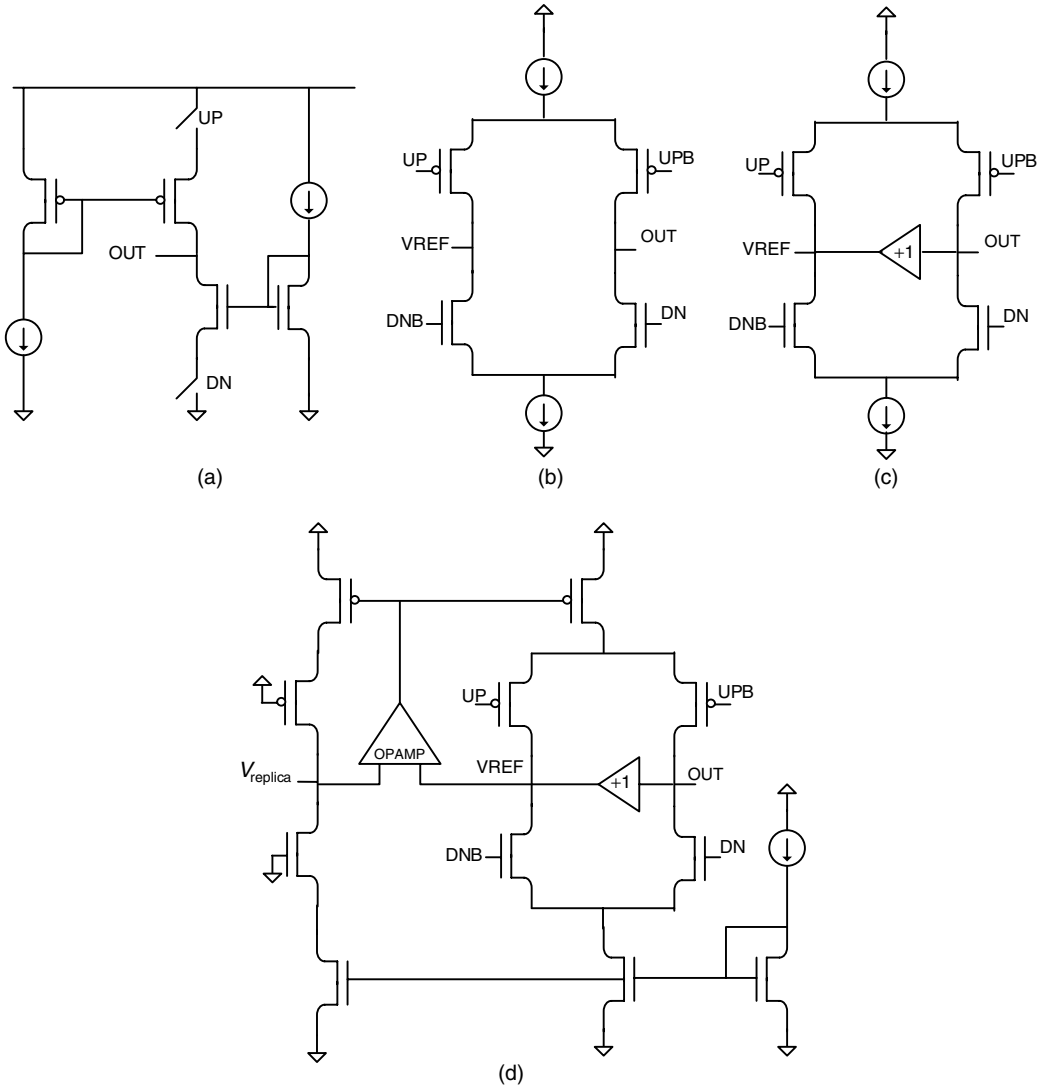 UP
OUT
DN
(a)
UP
UPB
VREF
OUT
DNB
DN
(b)
UP
UPB
VREF
+1
OUT
DNB
DN
(c)
UP
UPB
OPAMP
Vreplica
VREF
+1
OUT
DNB
DN
(d)